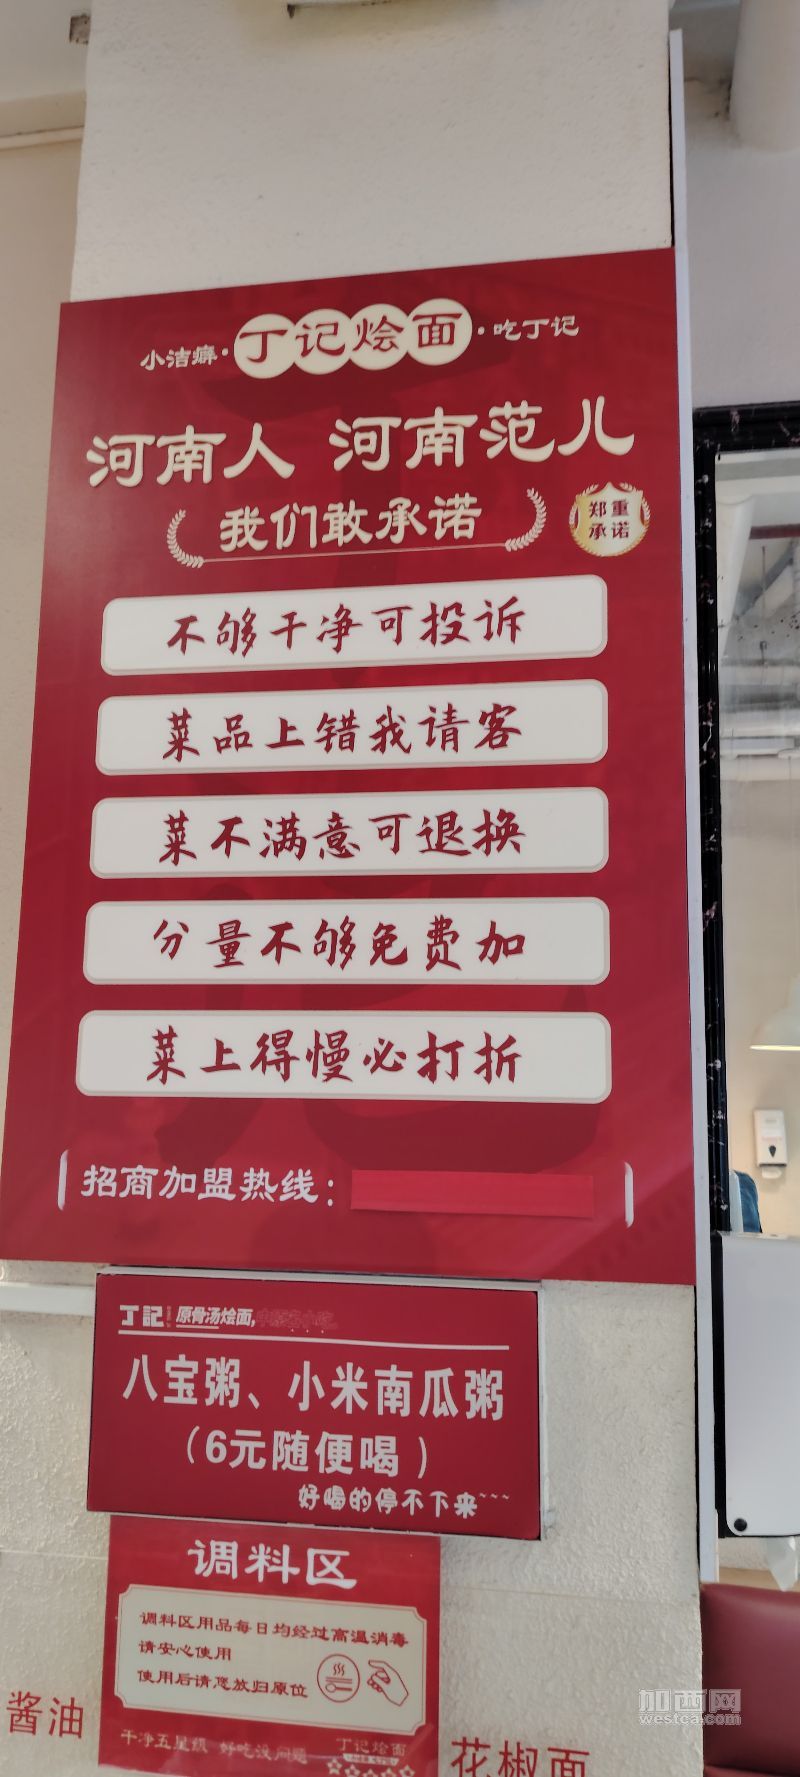 小洁癖·丁记烩面·吃丁记
河南人 河南范儿
我们敢承诺
郑重
承诺
不够干净可投诉
菜品上错我请客
菜不满意可退换
分量不够免费加
菜上得慢必打折
招商加盟热线：
丁記 原骨汤烩面,中原名小吃
八宝粥、小米南瓜粥
（6元随便喝）
好喝的停不下来~~~
调料区
调料区用品每日均经过高温消毒
请安心使用
使用后请您放归原位
干净五星级 好吃没问题
丁记烩面
酱油
花椒面
加西网
westca.com